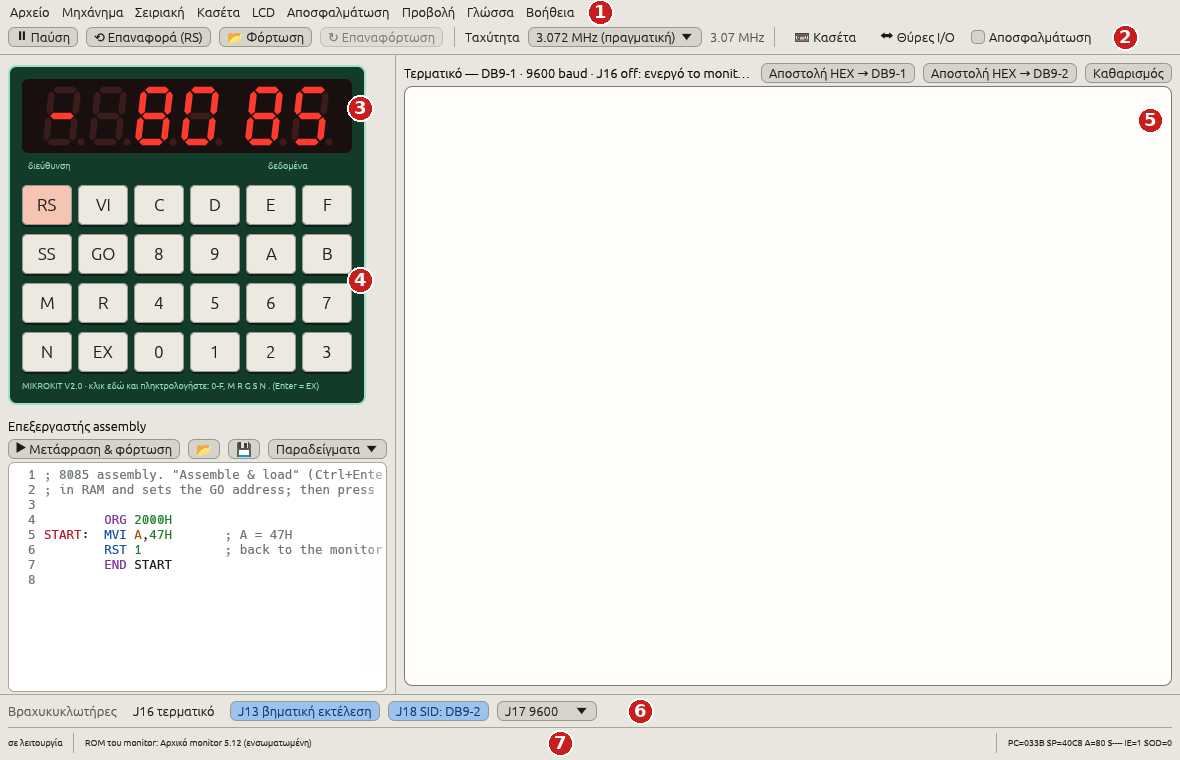 Αρχείο Μηχάνημα Σειριακή Κασέτα LCD Αποσφαλμάτωση Προβολή Γλώσσα Βοήθεια 1
Παύση Επαναφορά (RS) Φόρτωση Επαναφόρτωση Ταχύτητα 3.072 MHz (πραγματική) 3.07 MHz Κασέτα Θύρες I/O Αποσφαλμάτωση 2
- 80 85 3
διεύθυνση δεδομένα
RS VI C D E F
SS GO 8 9 A B
4
M R 4 5 6 7
N EX 0 1 2 3
MIKROKIT V2.0 · κλικ εδώ και πληκτρολογήστε: 0-F, M R G S N . (Enter = EX)
Τερματικό — DB9-1 · 9600 baud · J16 off: ενεργό το monit... Αποστολή HEX → DB9-1 Αποστολή HEX → DB9-2 Καθαρισμός
5
Επεξεργαστής assembly
Μετάφραση & φόρτωση Παραδείγματα
1 ; 8085 assembly. "Assemble & load" (Ctrl+Ente
2 ; in RAM and sets the GO address; then press
3
4 ORG 2000H
5 START: MVI A,47H ; A = 47H
6 RST 1 ; back to the monitor
7 END START
8
Βραχυκυκλωτήρες J16 τερματικό J13 βηματική εκτέλεση J18 SID: DB9-2 J17 9600 6
σε λειτουργία ROM του monitor: Αρχικό monitor 5.12 (ενσωματωμένη) 7 PC=033B SP=40C8 A=80 S---- IE=1 SOD=0